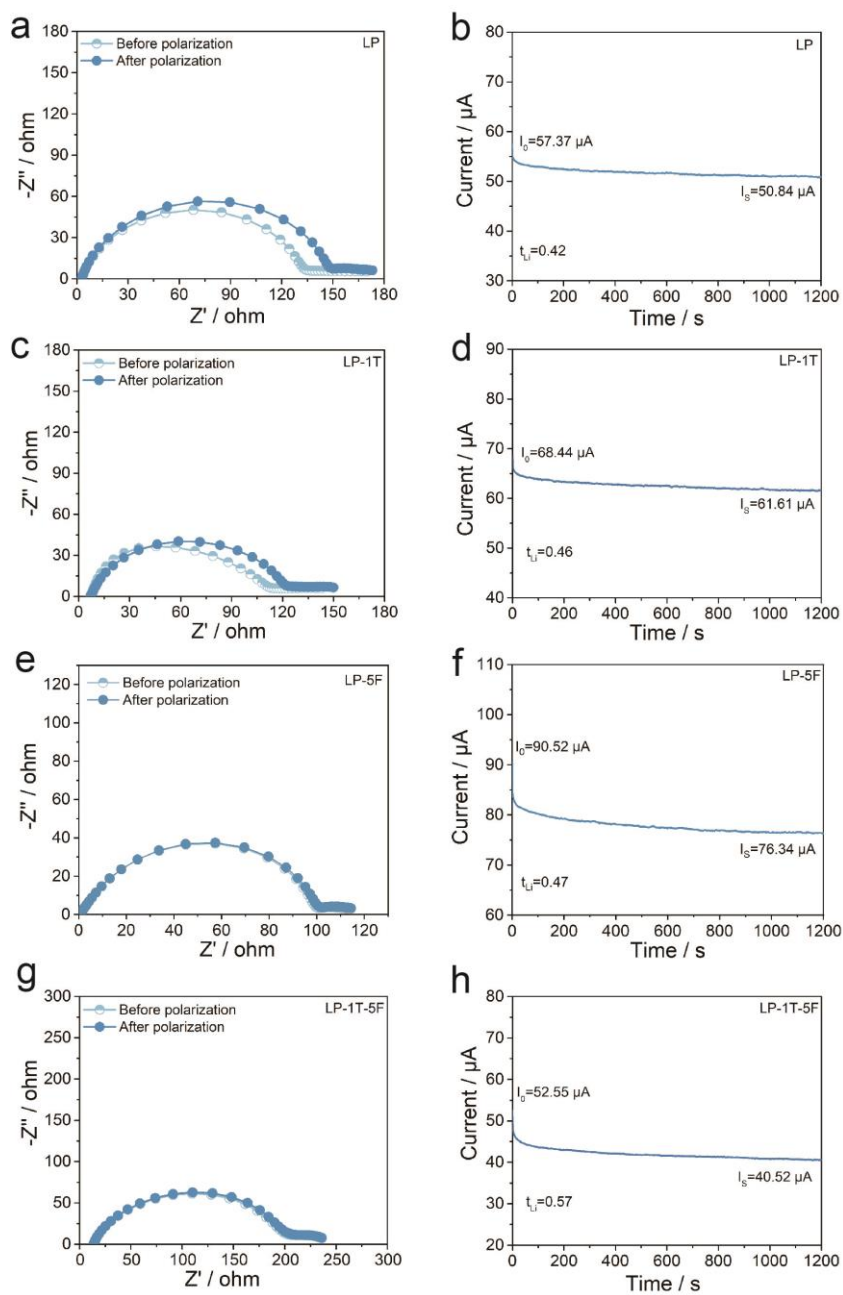 a
LP
Before polarization
After polarization
180
150
120
90
60
30
0
-Z" / ohm
0 30 60 90 120 150 180
Z' / ohm
b
LP
80
70
60
50
40
30
Current / µA
I0=57.37 µA
IS=50.84 µA
tLi=0.42
0 200 400 600 800 1000 1200
Time / s
c
LP-1T
Before polarization
After polarization
180
150
120
90
60
30
0
-Z" / ohm
0 30 60 90 120 150 180
Z' / ohm
d
LP-1T
90
80
70
60
50
40
Current / µA
I0=68.44 µA
IS=61.61 µA
tLi=0.46
0 200 400 600 800 1000 1200
Time / s
e
LP-5F
Before polarization
After polarization
120
100
80
60
40
20
0
-Z" / ohm
0 20 40 60 80 100 120 140
Z' / ohm
f
LP-5F
110
100
90
80
70
60
Current / µA
I0=90.52 µA
IS=76.34 µA
tLi=0.47
0 200 400 600 800 1000 1200
Time / s
g
LP-1T-5F
Before polarization
After polarization
300
250
200
150
100
50
0
-Z" / ohm
0 50 100 150 200 250 300
Z' / ohm
h
LP-1T-5F
80
70
60
50
40
30
20
Current / µA
I0=52.55 µA
IS=40.52 µA
tLi=0.57
0 200 400 600 800 1000 1200
Time / s